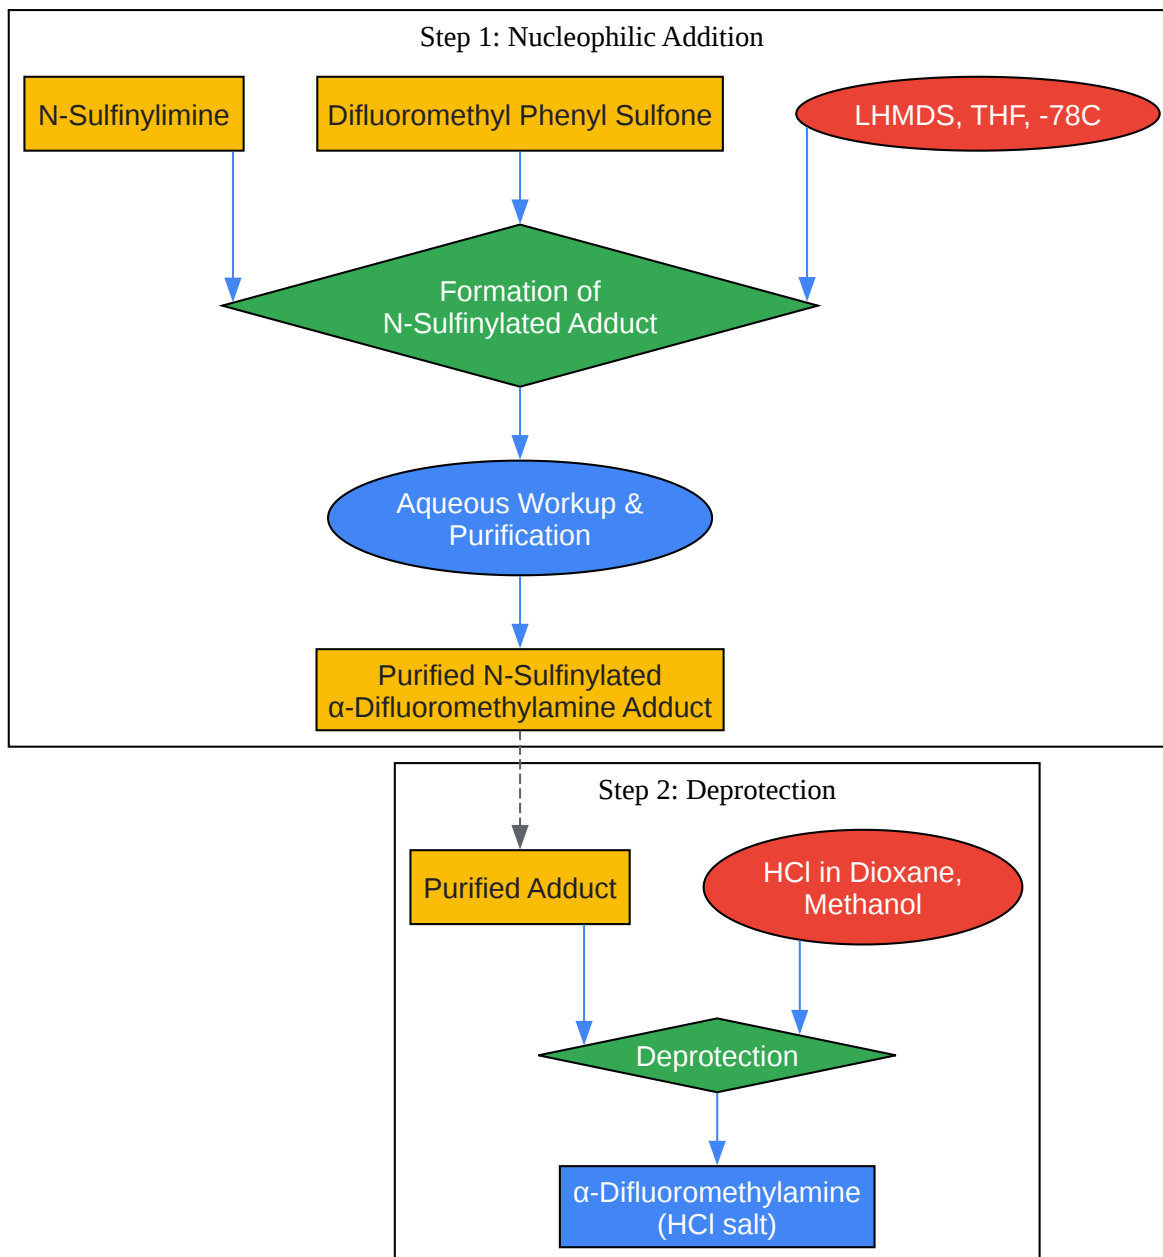 Step 1: Nucleophilic Addition
N-Sulfinylimine
Difluoromethyl Phenyl Sulfone
LHMDS, THF, -78C
Formation of
N-Sulfinylated Adduct
Aqueous Workup &
Purification
Purified N-Sulfinylated
α-Difluoromethylamine Adduct
Step 2: Deprotection
Purified Adduct
HCl in Dioxane,
Methanol
Deprotection
α-Difluoromethylamine
(HCl salt)